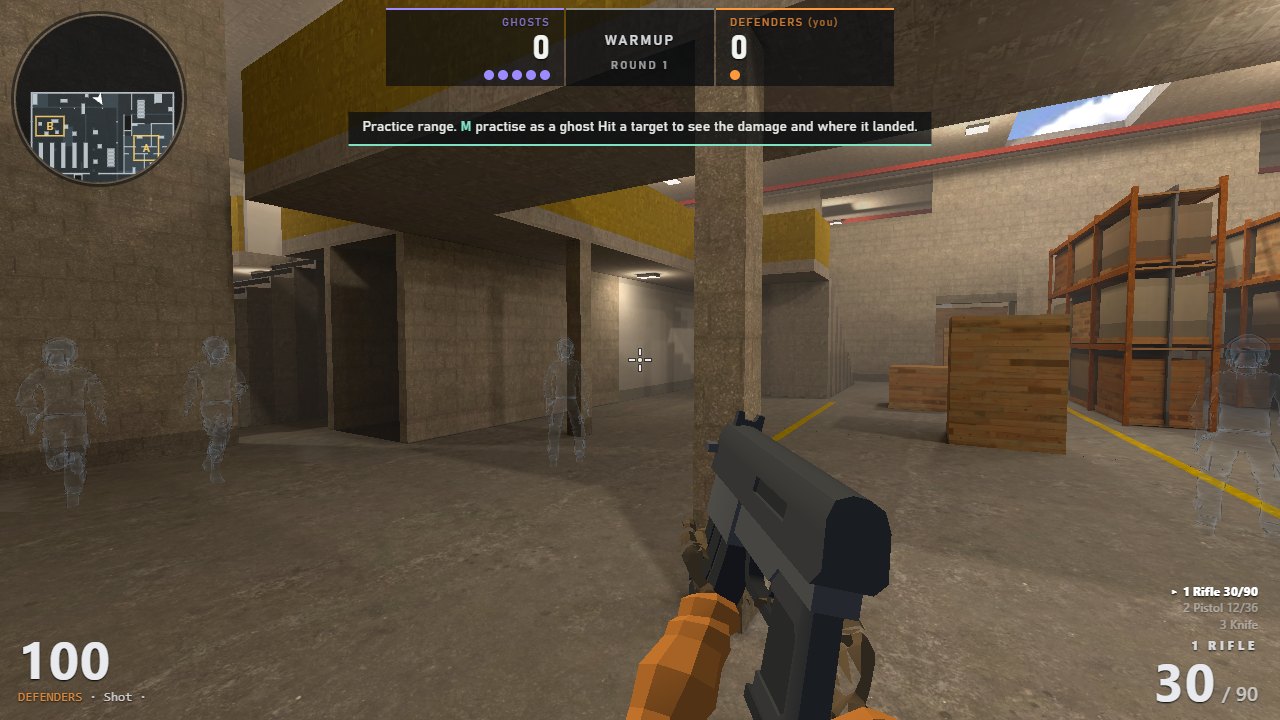 GHOSTS
0
WARMUP
ROUND 1
DEFENDERS (you)
0
Practice range. M practise as a ghost Hit a target to see the damage and where it landed.
B
A
▸ 1 Rifle 30/90
2 Pistol 12/36
3 Knife
1 RIFLE
30 / 90
100
DEFENDERS · Shot ·